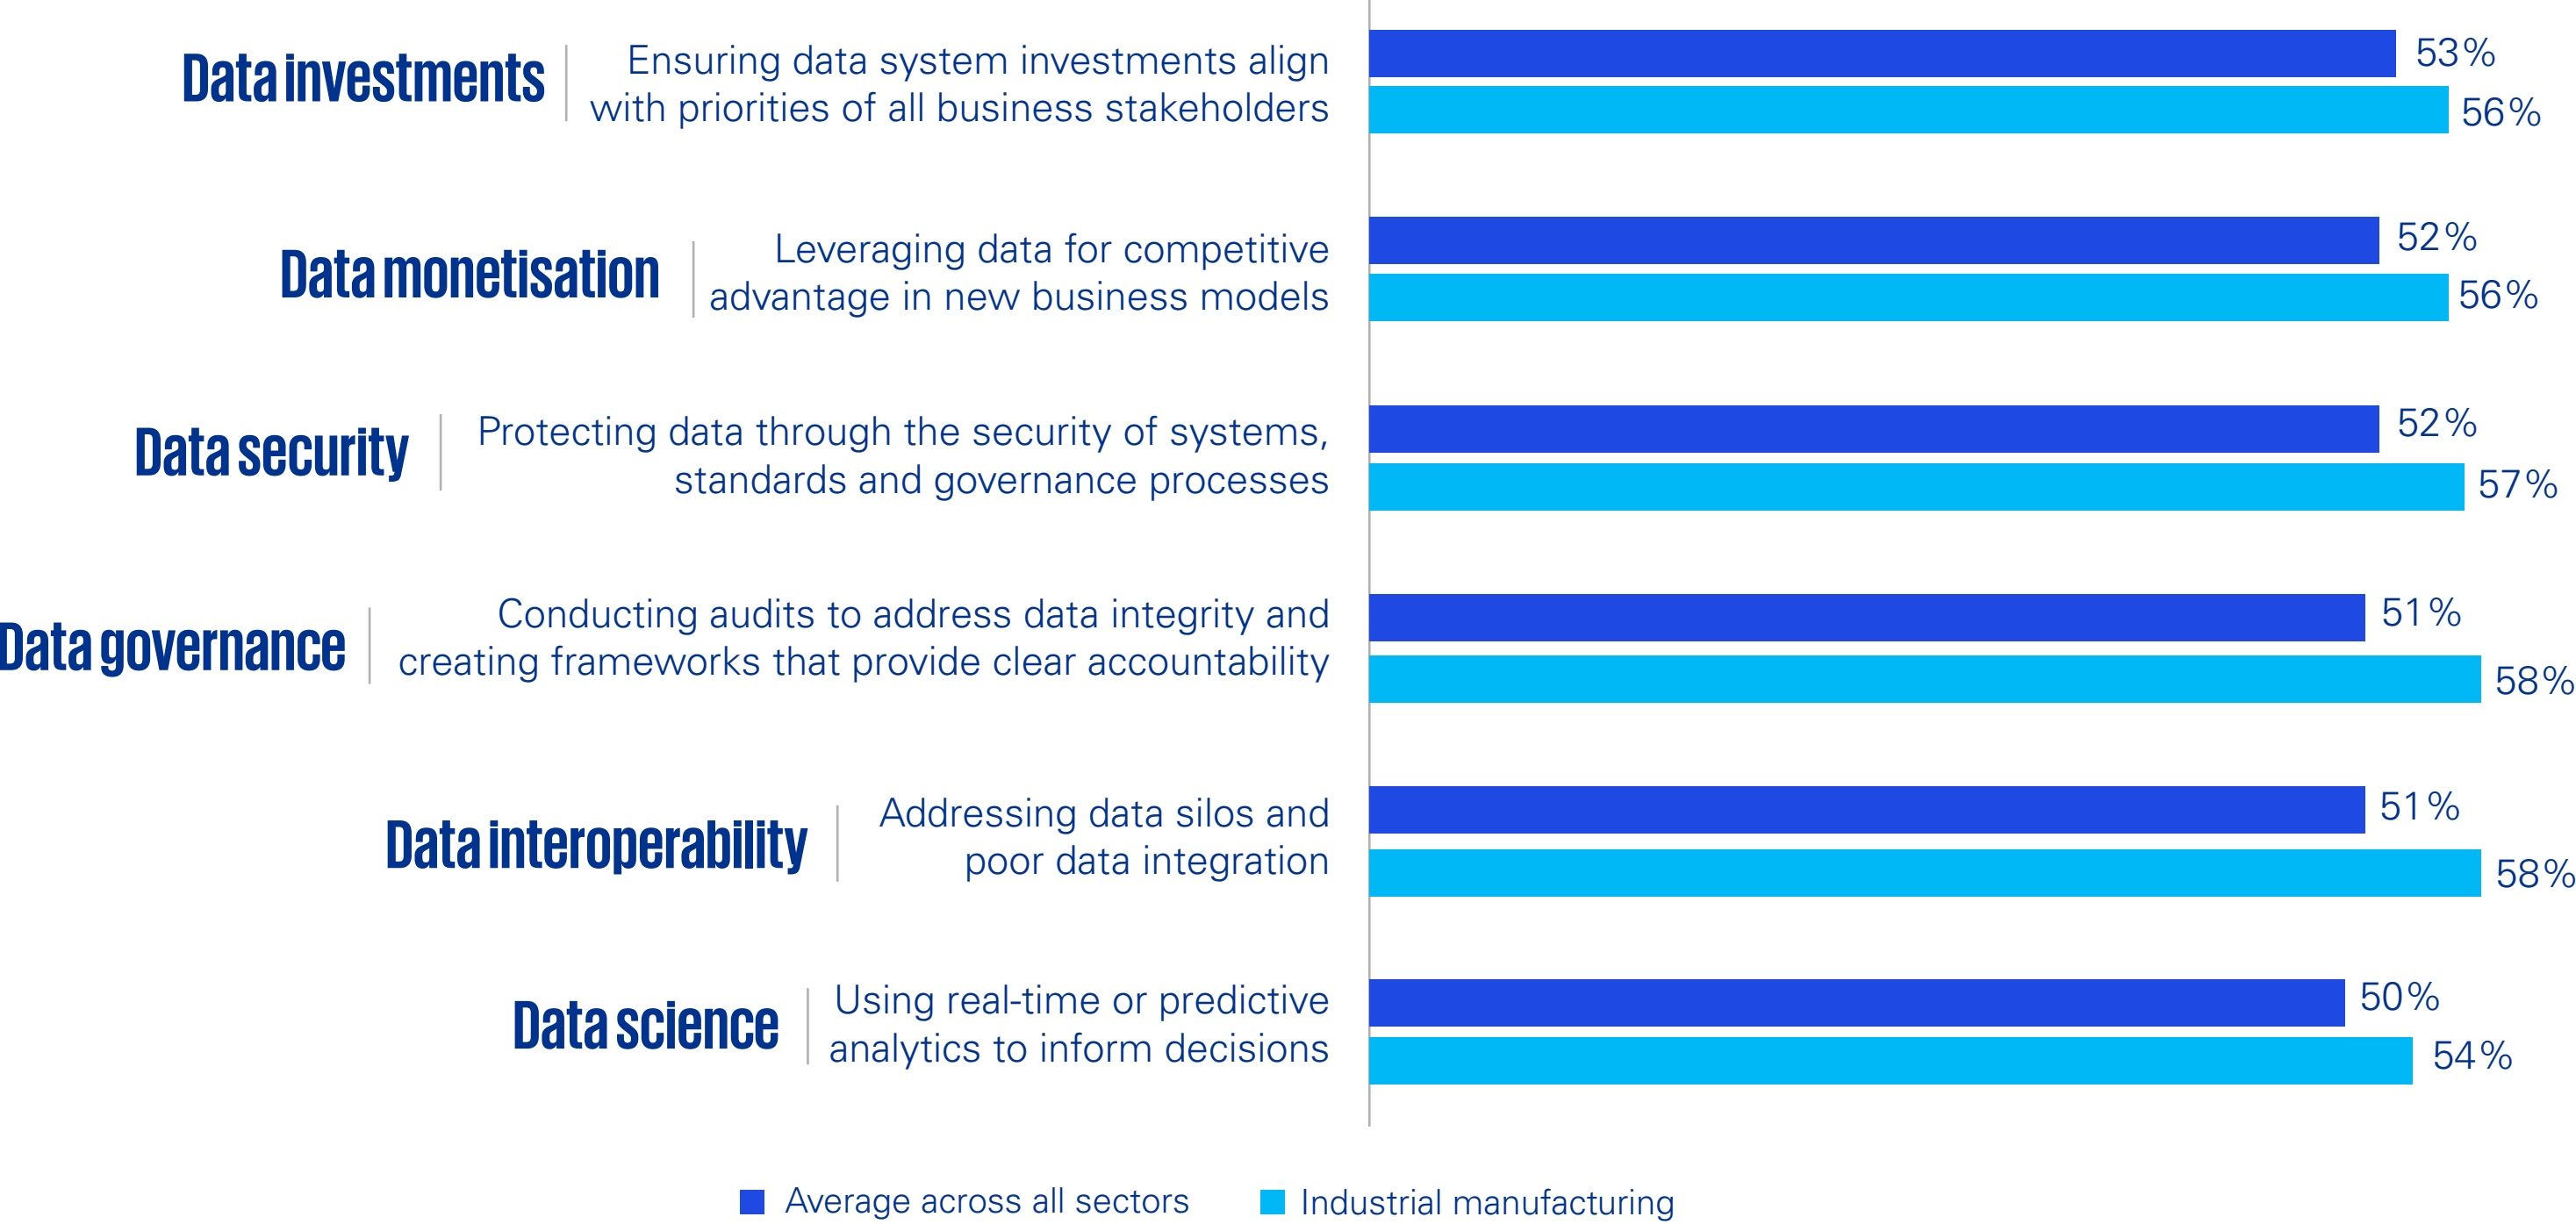 Data investments
Ensuring data system investments align
with priorities of all business stakeholders
53%
56%
Data monetisation
Leveraging data for competitive
advantage in new business models
52%
56%
Data security
Protecting data through the security of systems,
standards and governance processes
52%
57%
Data governance
Conducting audits to address data integrity and
creating frameworks that provide clear accountability
51%
58%
Data interoperability
Addressing data silos and
poor data integration
51%
58%
Data science
Using real-time or predictive
analytics to inform decisions
50%
54%
Average across all sectors
Industrial manufacturing